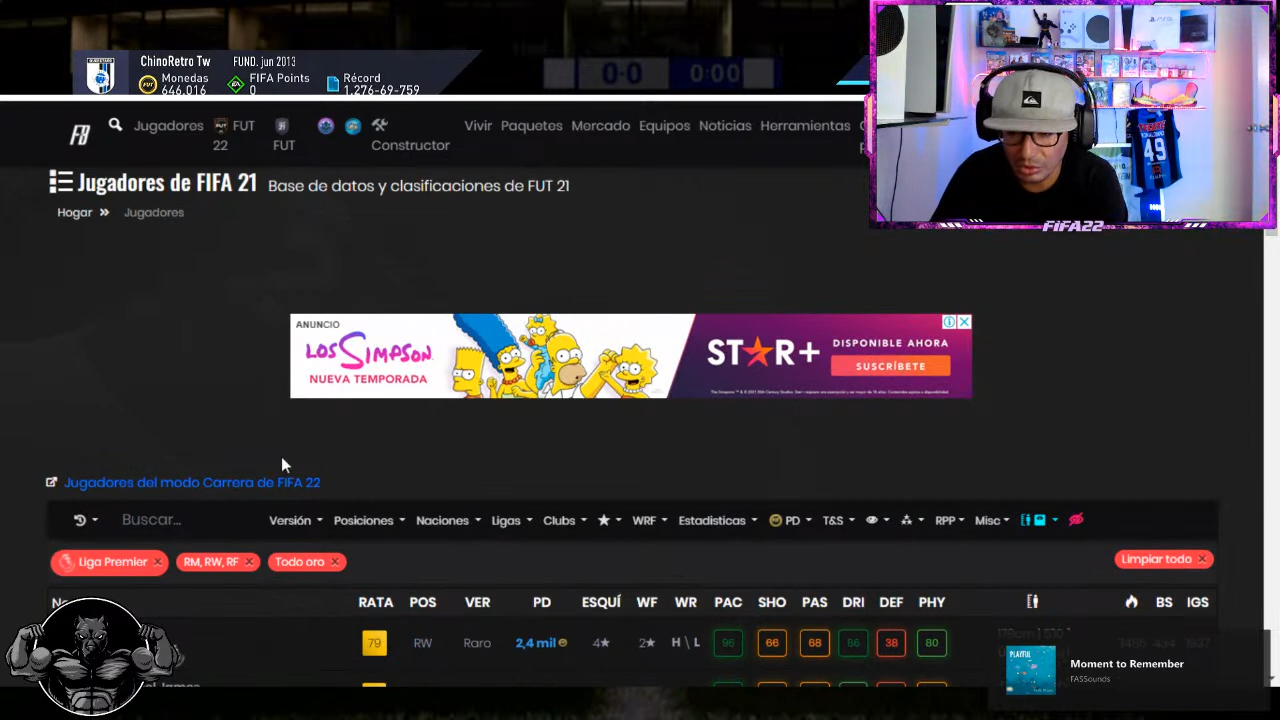 ChinoRetro Tw FUND. jun 2013
Monedas 646,016 FIFA Points 0 Récord 1,276-69-759
0-0 0:00
FB Jugadores FUT 22 FUT Constructor Vivir Paquetes Mercado Equipos Noticias Herramientas
49
FIFA22
Jugadores de FIFA 21 Base de datos y clasificaciones de FUT 21
Hogar » Jugadores
ANUNCIO
LOS SIMPSON
NUEVA TEMPORADA
STAR+
DISPONIBLE AHORA
SUSCRÍBETE
Jugadores del modo Carrera de FIFA 22
Buscar... Versión Posiciones Naciones Ligas Clubs WRF Estadisticas PD T&S RPP Misc
Liga Premier RM, RW, RF Todo oro Limpiar todo
RATA POS VER PD ESQUÍ WF WR PAC SHO PAS DRI DEF PHY BS IGS
79 RW Raro 2,4 mil 4★ 2★ H \ L 96 66 68 86 38 80
PLAYFUL
Moment to Remember
FASSounds